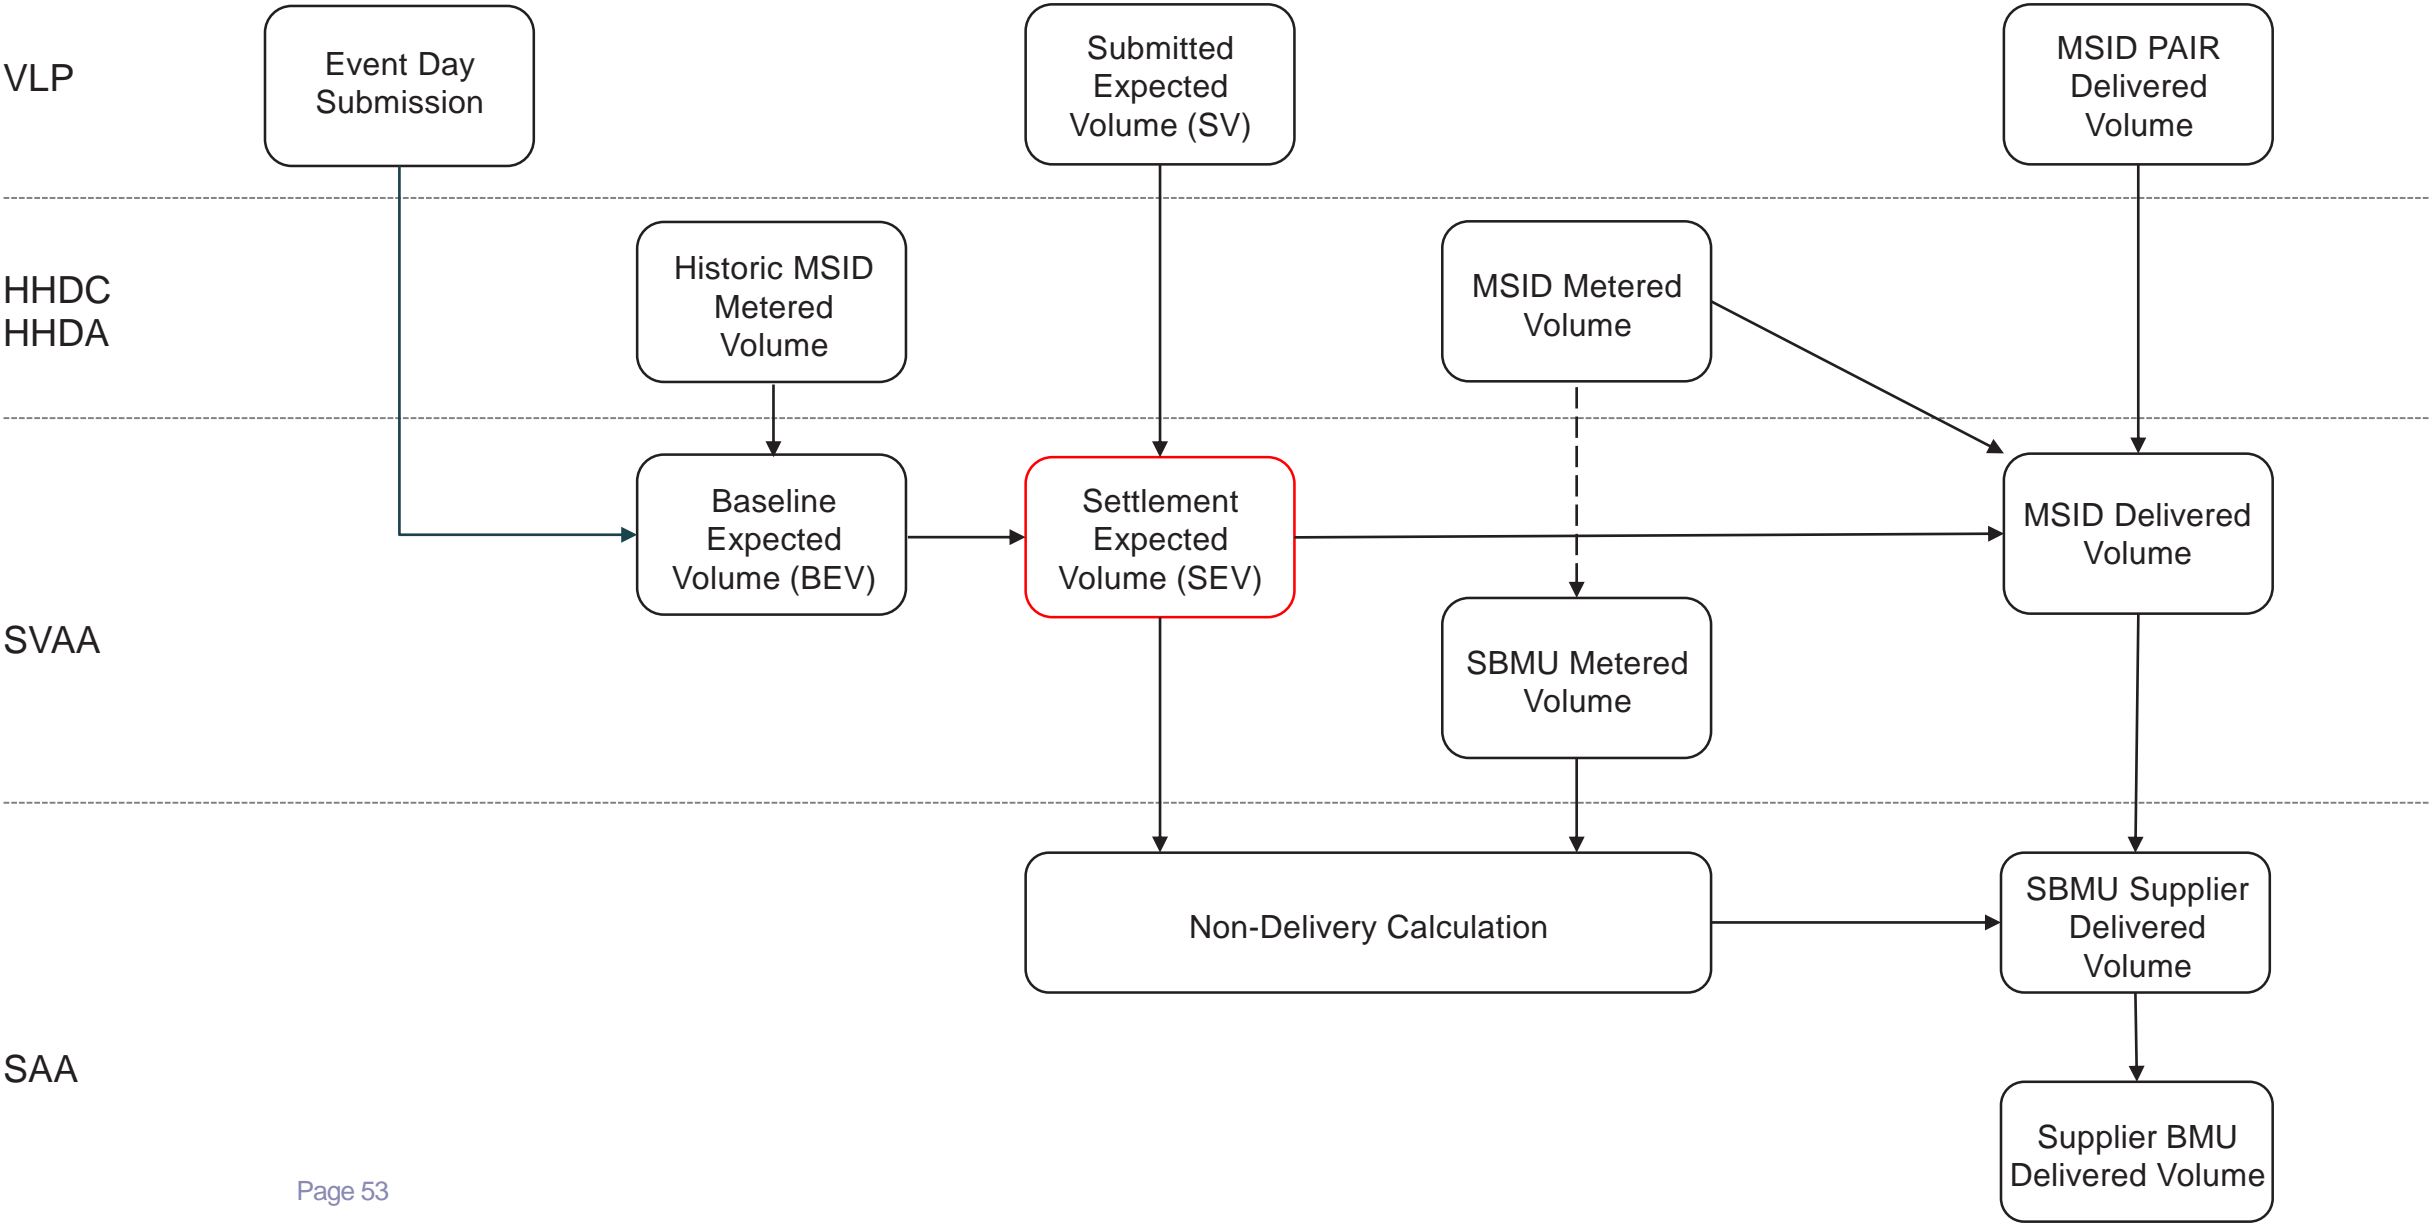 VLP
Event Day
Submission
Submitted
Expected
Volume (SV)
MSID PAIR
Delivered
Volume
HHDC
HHDA
Historic MSID
Metered
Volume
MSID Metered
Volume
SVAA
Baseline
Expected
Volume (BEV)
Settlement
Expected
Volume (SEV)
MSID Delivered
Volume
SBMU Metered
Volume
SAA
Non-Delivery Calculation
SBMU Supplier
Delivered
Volume
Supplier BMU
Delivered Volume
Page 53